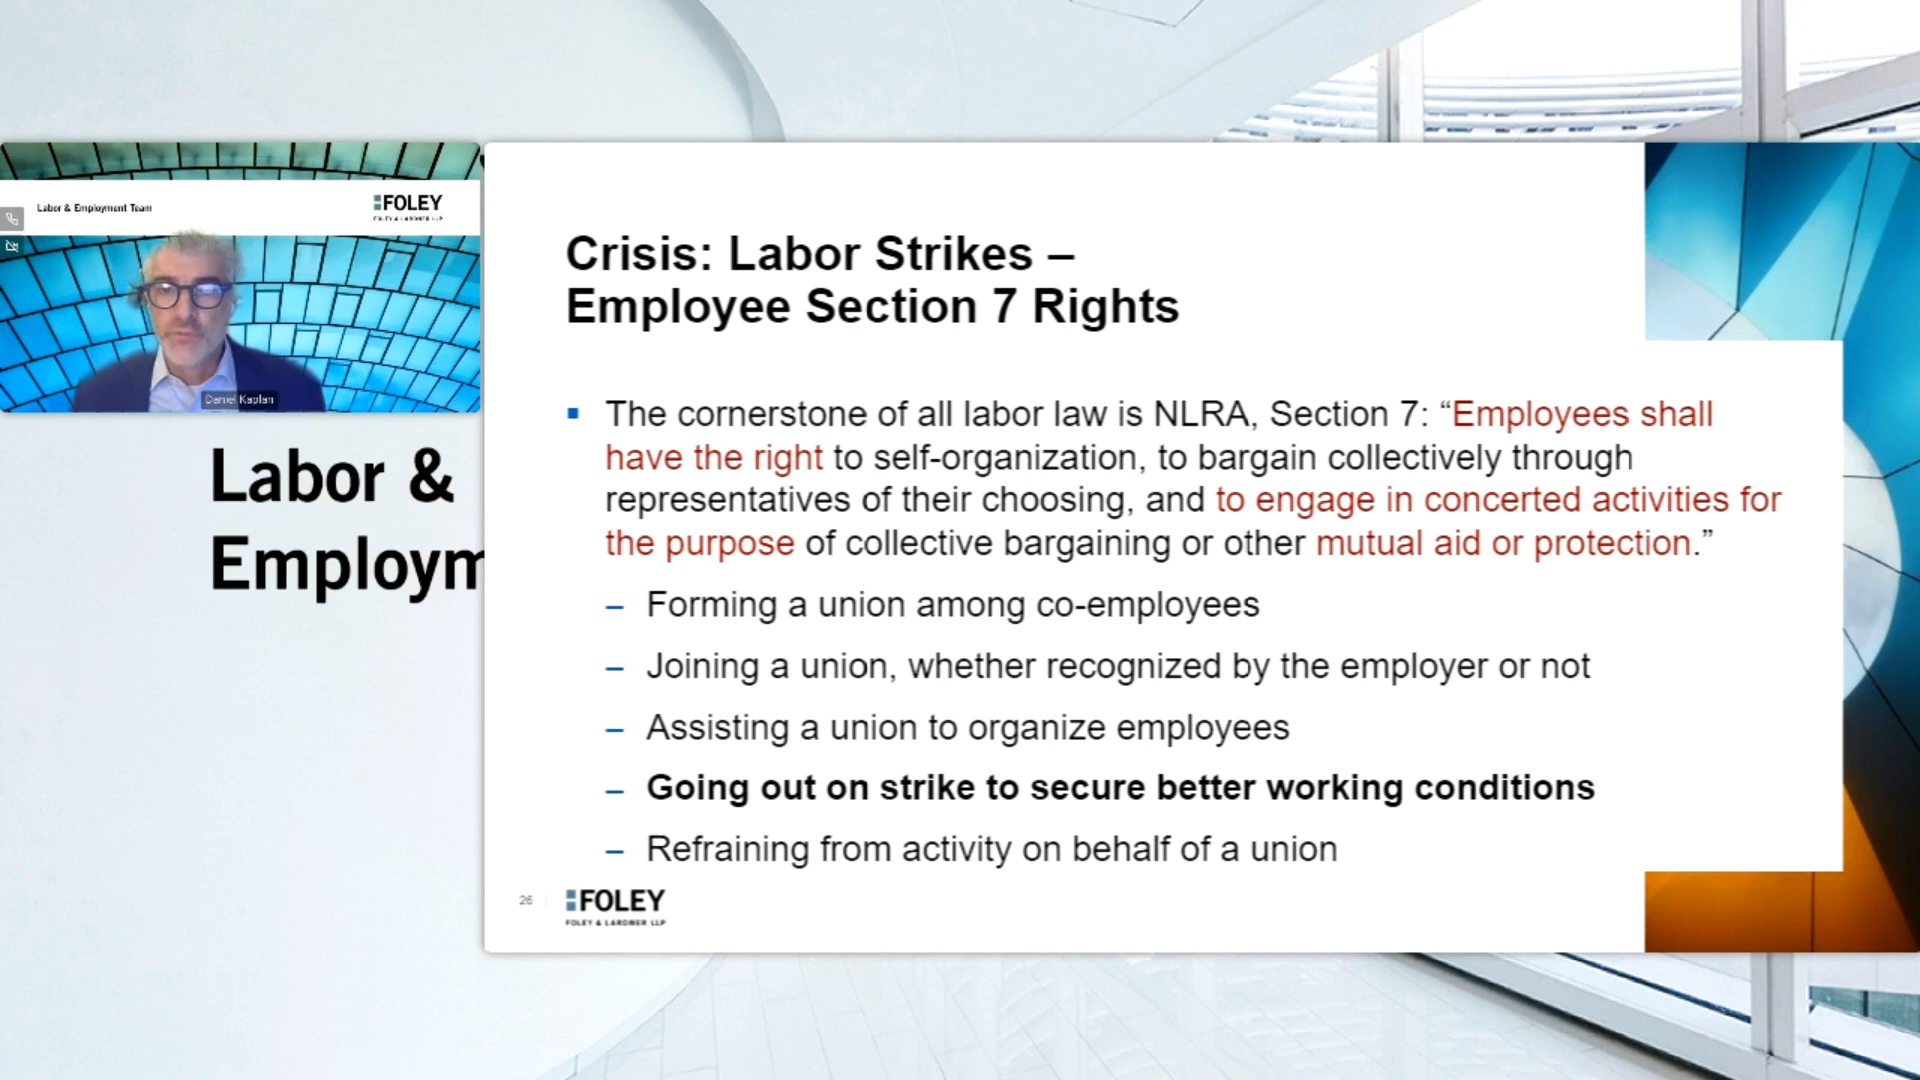 Labor & Employment Team
FOLEY
FOLEY & LARDNER LLP
Daniel Kaplan
Labor &
Employm
Crisis: Labor Strikes –
Employee Section 7 Rights
▪ The cornerstone of all labor law is NLRA, Section 7: “Employees shall
have the right to self-organization, to bargain collectively through
representatives of their choosing, and to engage in concerted activities for
the purpose of collective bargaining or other mutual aid or protection.”
– Forming a union among co-employees
– Joining a union, whether recognized by the employer or not
– Assisting a union to organize employees
– Going out on strike to secure better working conditions
– Refraining from activity on behalf of a union
26
FOLEY
FOLEY & LARDNER LLP